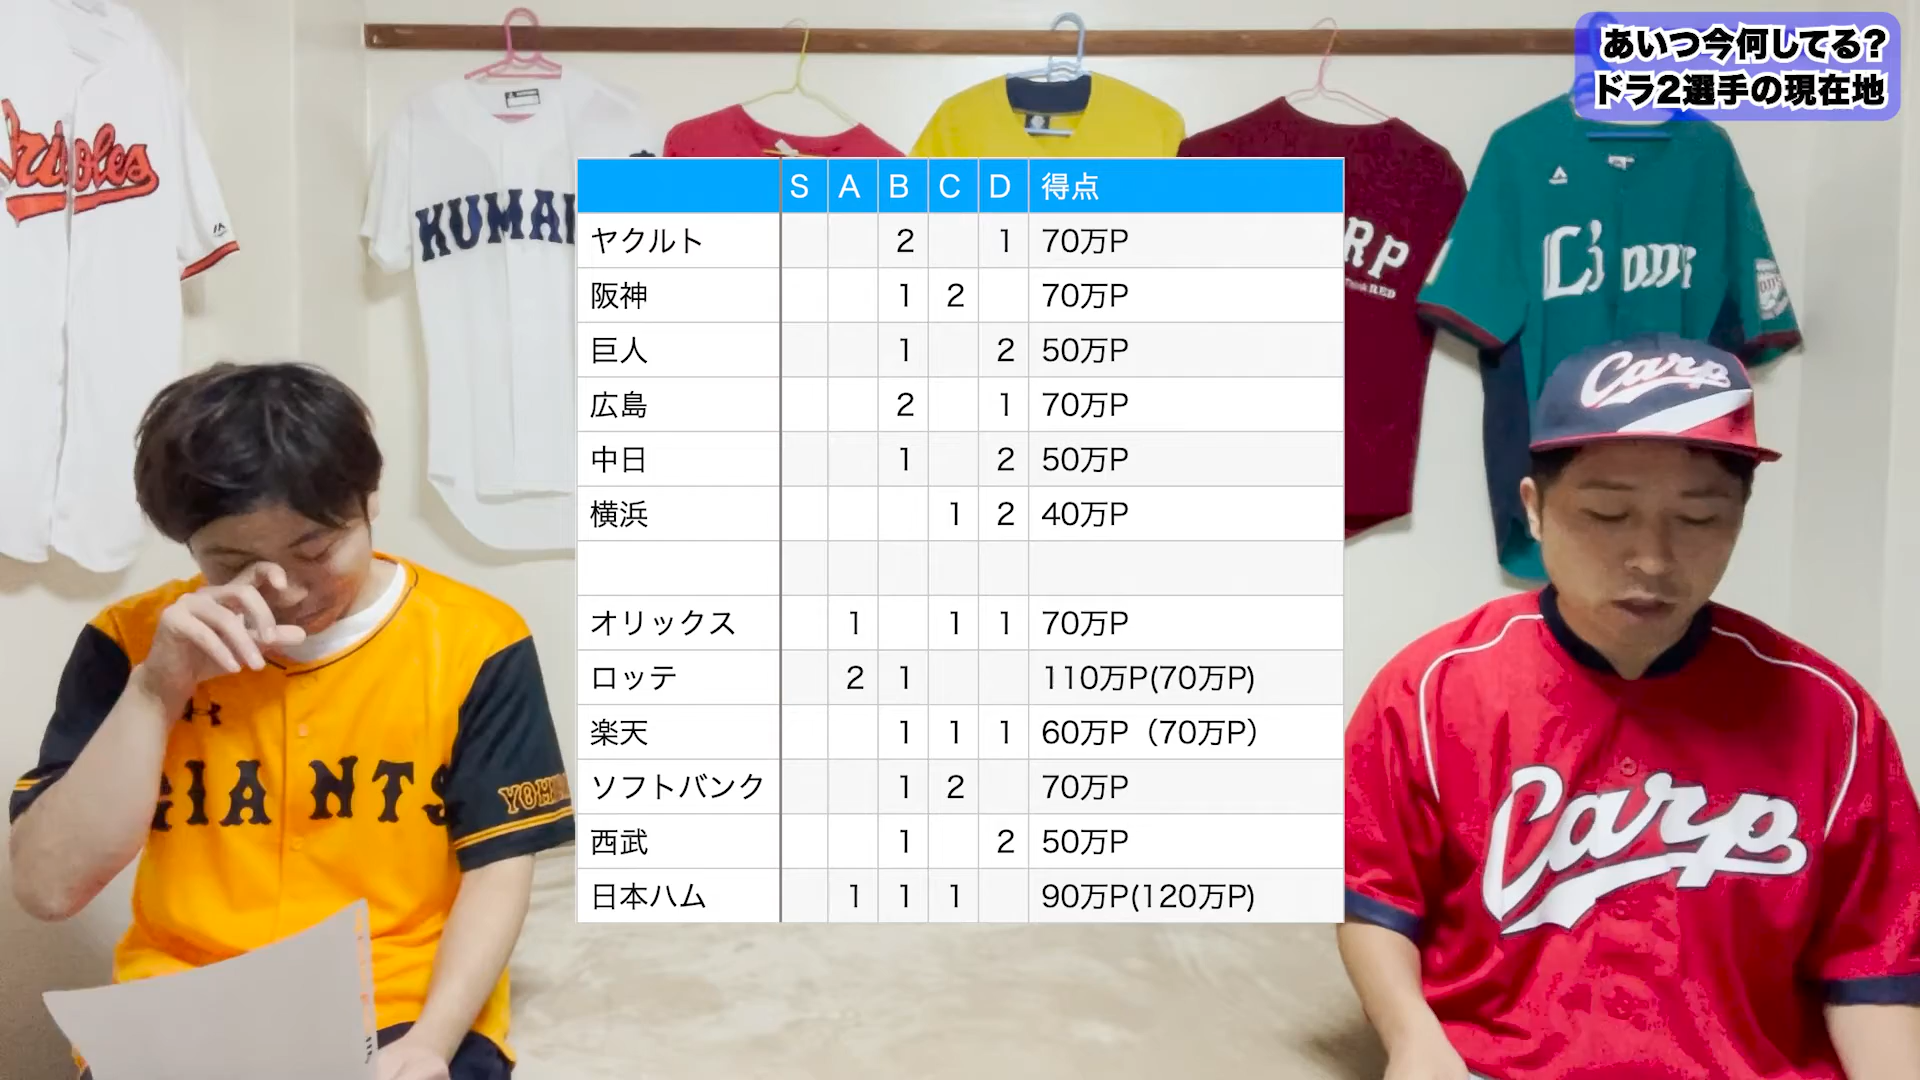 あいつ今何してる?
ドラ2選手の現在地
Orioles
HUMA
RP
Lions
Carp
S A B C D 得点
ヤクルト 2 1 70万P
阪神 1 2 70万P
巨人 1 2 50万P
広島 2 1 70万P
中日 1 2 50万P
横浜 1 2 40万P
オリックス 1 1 1 70万P
ロッテ 2 1 110万P(70万P)
楽天 1 1 1 60万P（70万P）
ソフトバンク 1 2 70万P
西武 1 2 50万P
日本ハム 1 1 1 90万P(120万P)
GIANTS
YOMI
Carp